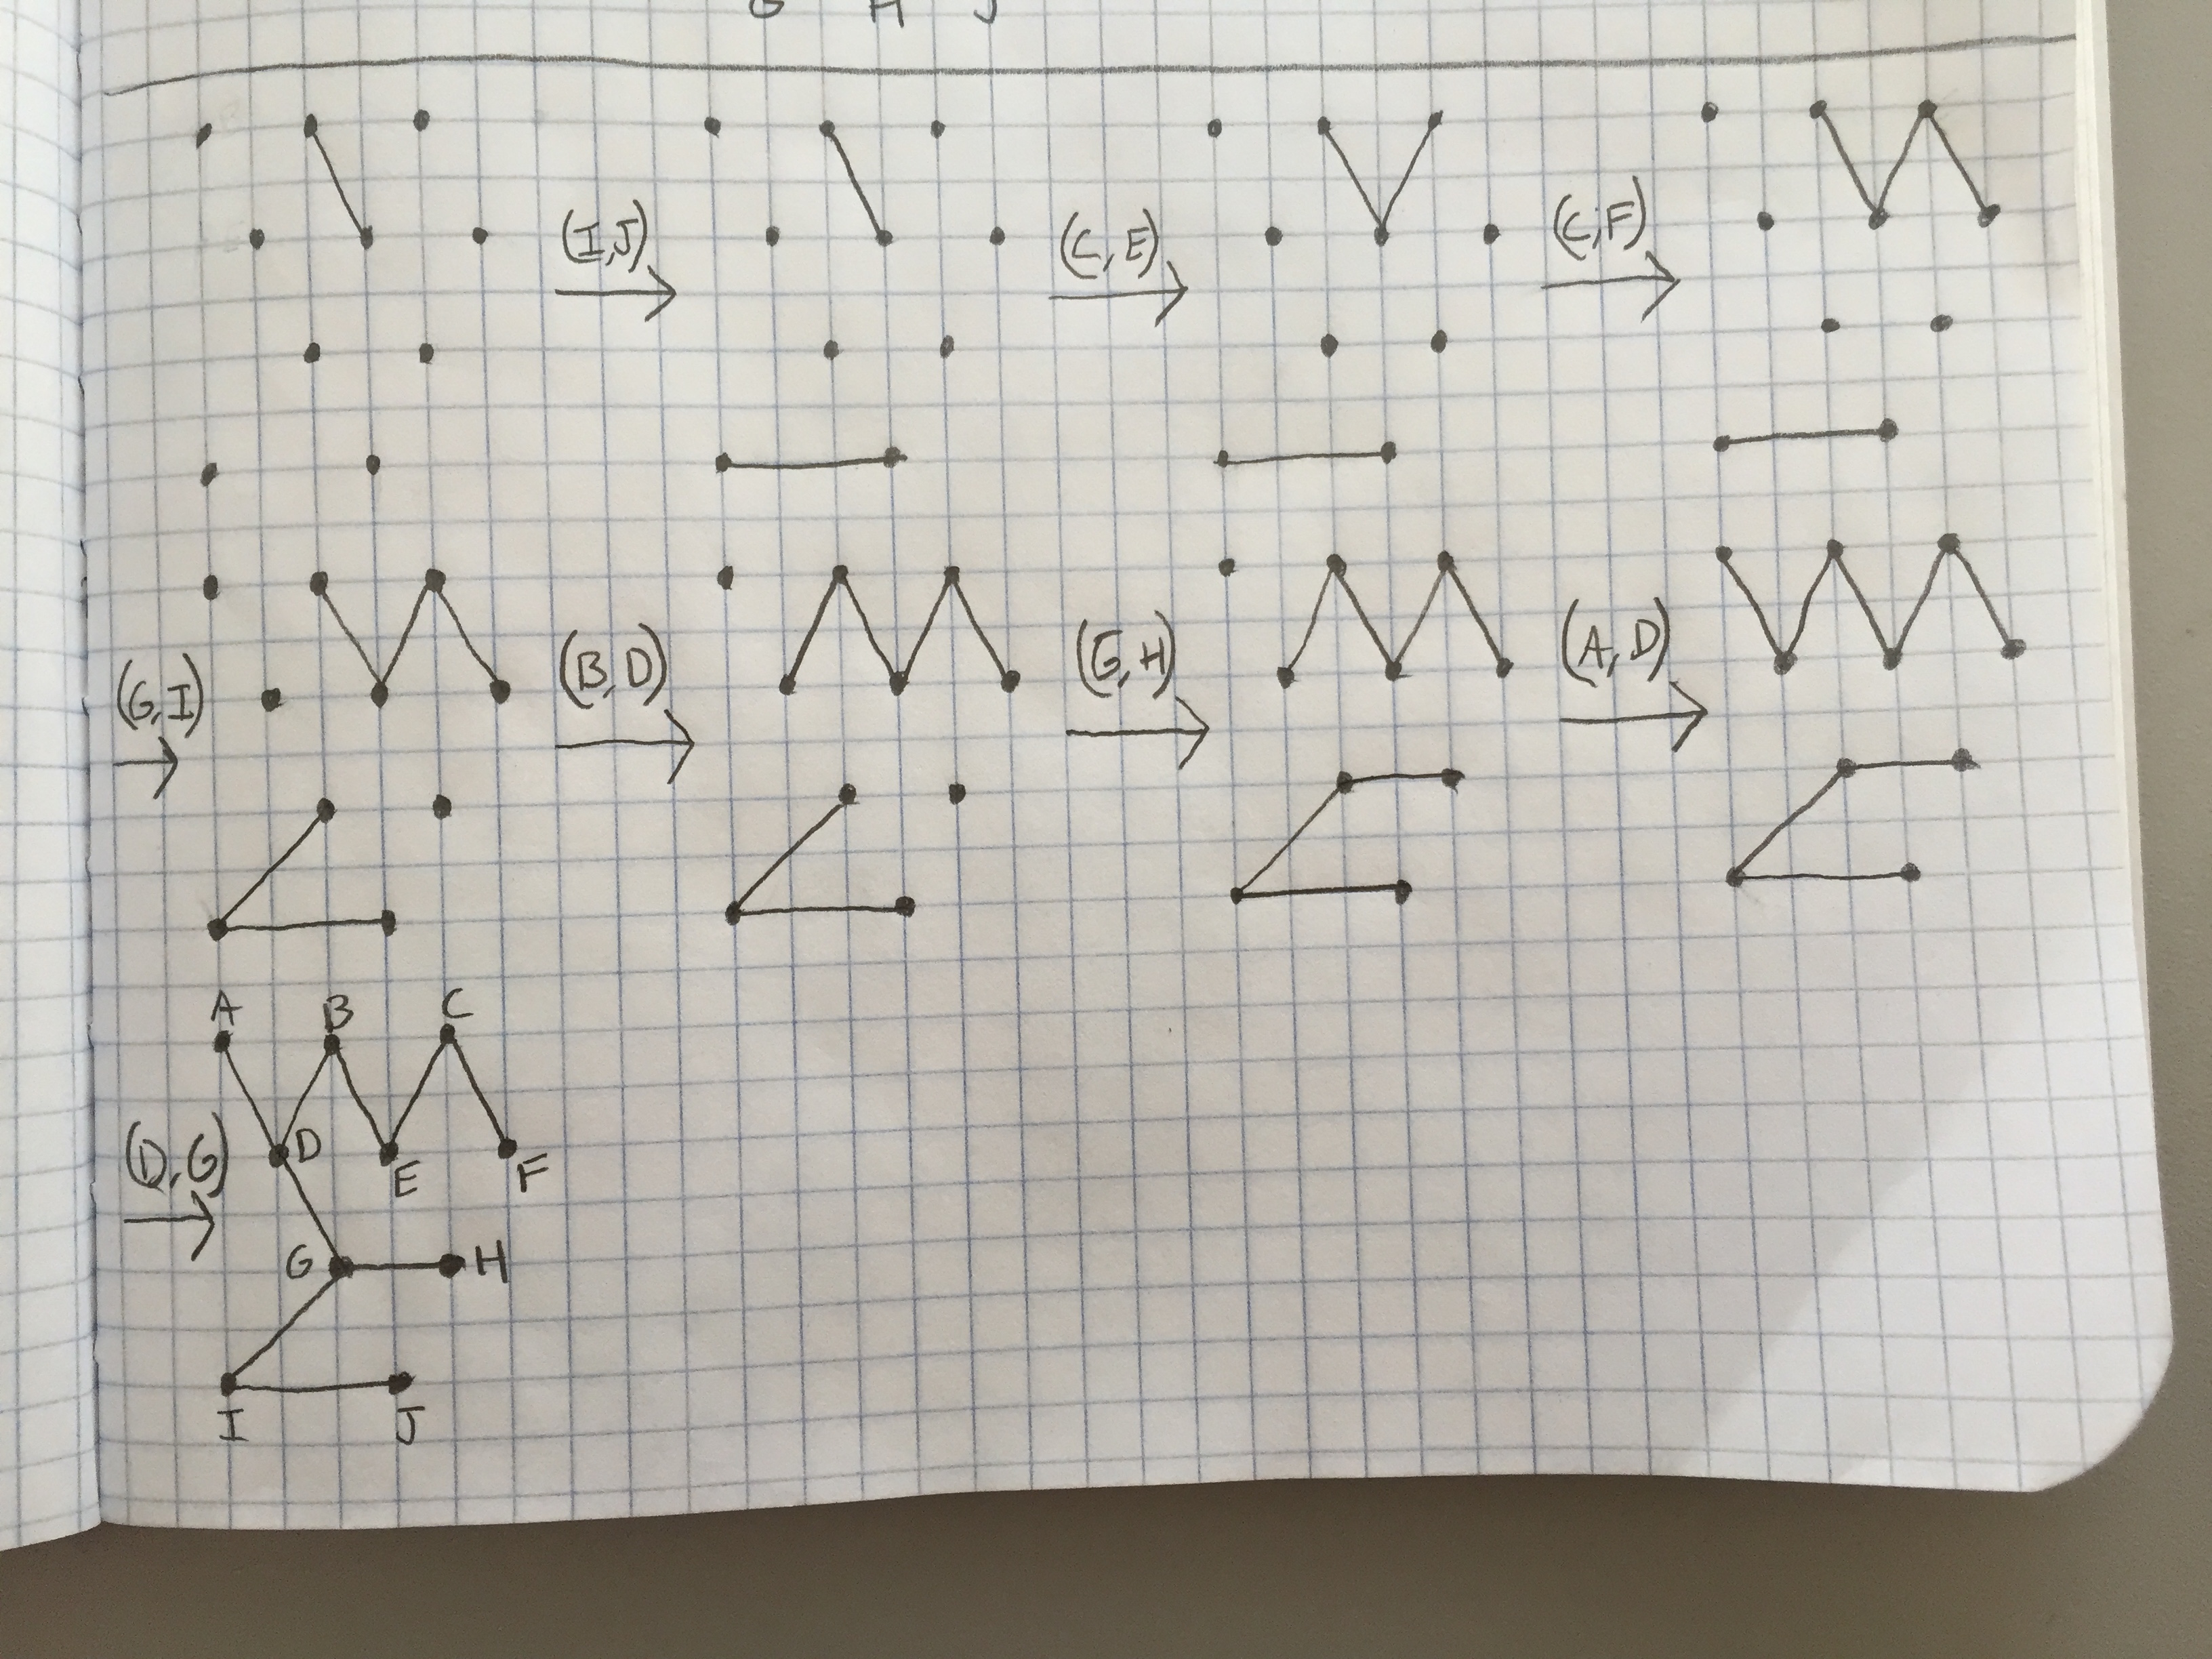 G H J
(I,J) (C,E) (C,F)
(G,I) (B,D) (G,H) (A,D)
A B C
(D,G) D E F
G H
I J